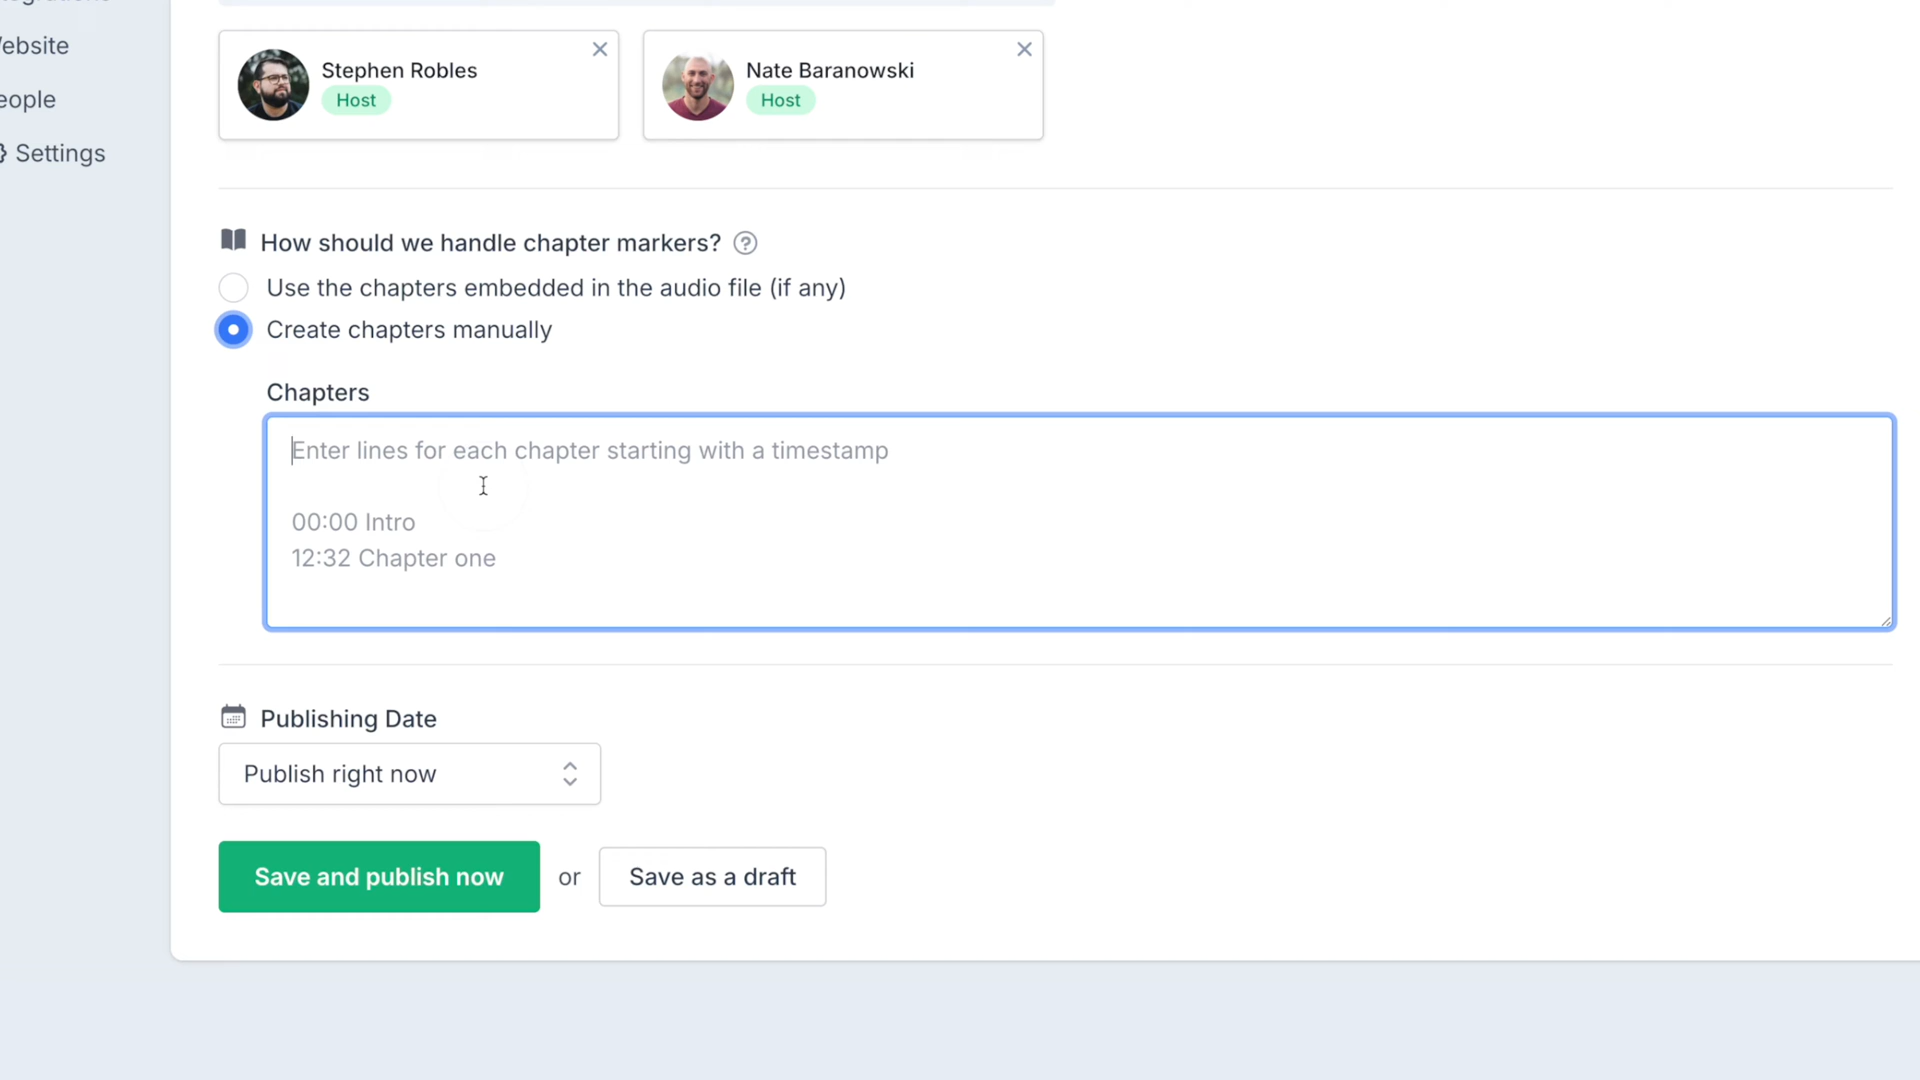 ebsite
eople
Settings
Stephen Robles
Host
Nate Baranowski
Host
How should we handle chapter markers?
Use the chapters embedded in the audio file (if any)
Create chapters manually
Chapters
Enter lines for each chapter starting with a timestamp
00:00 Intro
12:32 Chapter one
Publishing Date
Publish right now
Save and publish now or Save as a draft